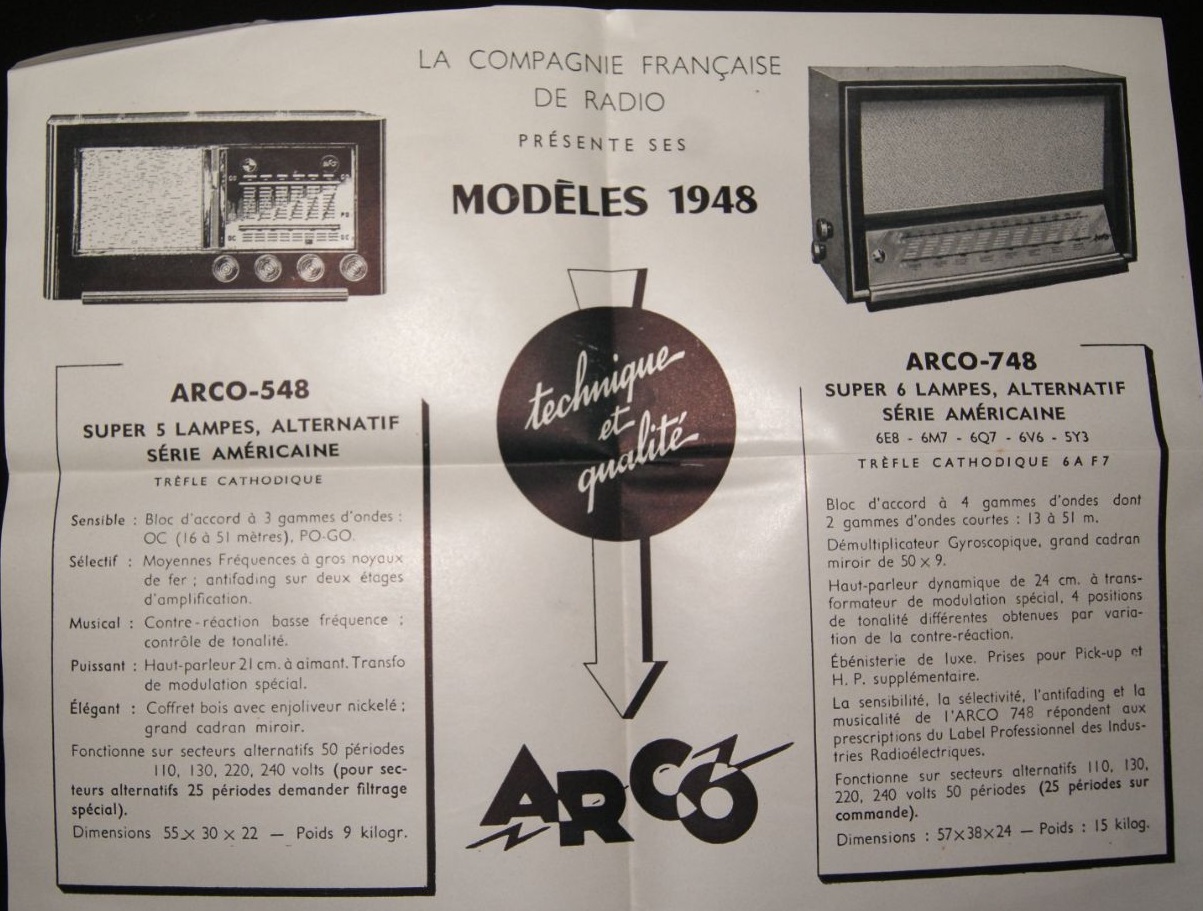 LA COMPAGNIE FRANÇAISE
DE RADIO
PRÉSENTE SES
MODÈLES 1948
technique
et
qualité
ARCO
ARCO-548
SUPER 5 LAMPES, ALTERNATIF
SÉRIE AMÉRICAINE
TRÈFLE CATHODIQUE
Sensible : Bloc d'accord à 3 gammes d'ondes :
OC (16 à 51 mètres), PO-GO.
Sélectif : Moyennes Fréquences à gros noyaux
de fer ; antifading sur deux étages
d'amplification.
Musical : Contre-réaction basse fréquence ;
contrôle de tonalité.
Puissant : Haut-parleur 21 cm. à aimant. Transfo
de modulation spécial.
Élégant : Coffret bois avec enjoliveur nickelé ;
grand cadran miroir.
Fonctionne sur secteurs alternatifs 50 périodes
110, 130, 220, 240 volts (pour sec-
teurs alternatifs 25 périodes demander filtrage
spécial).
Dimensions 55 x 30 x 22 — Poids 9 kilogr.
ARCO-748
SUPER 6 LAMPES, ALTERNATIF
SÉRIE AMÉRICAINE
6E8 - 6M7 - 6Q7 - 6V6 - 5Y3
TRÈFLE CATHODIQUE 6AF7
Bloc d'accord à 4 gammes d'ondes dont
2 gammes d'ondes courtes : 13 à 51 m.
Démultiplicateur Gyroscopique, grand cadran
miroir de 50 x 9.
Haut-parleur dynamique de 24 cm. à trans-
formateur de modulation spécial, 4 positions
de tonalité différentes obtenues par varia-
tion de la contre-réaction.
Ébénisterie de luxe. Prises pour Pick-up et
H. P. supplémentaire.
La sensibilité, la sélectivité, l'antifading et la
musicalité de l'ARCO 748 répondent aux
prescriptions du Label Professionnel des Indus-
tries Radioélectriques.
Fonctionne sur secteurs alternatifs 110, 130,
220, 240 volts 50 périodes (25 périodes sur
commande).
Dimensions : 57x38x24 — Poids : 15 kilog.